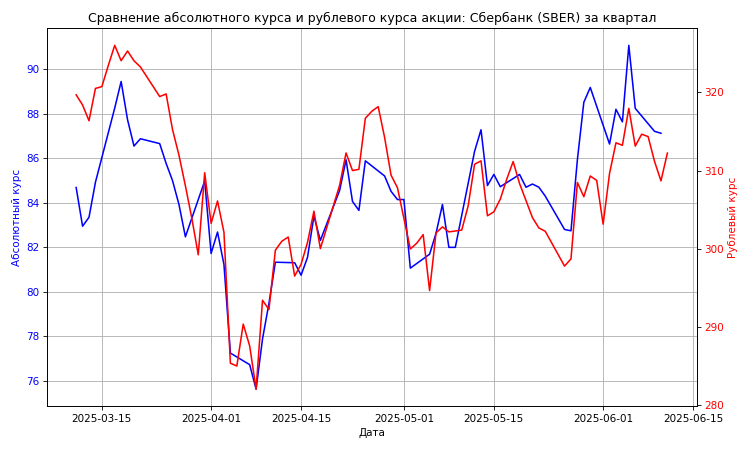 Сравнение абсолютного курса и рублевого курса акции: Сбербанк (SBER) за квартал
Абсолютный курс
90
88
86
84
82
80
78
76
320
310
300
290
280
Рублевый курс
2025-03-15 2025-04-01 2025-04-15 2025-05-01 2025-05-15 2025-06-01 2025-06-15
Дата